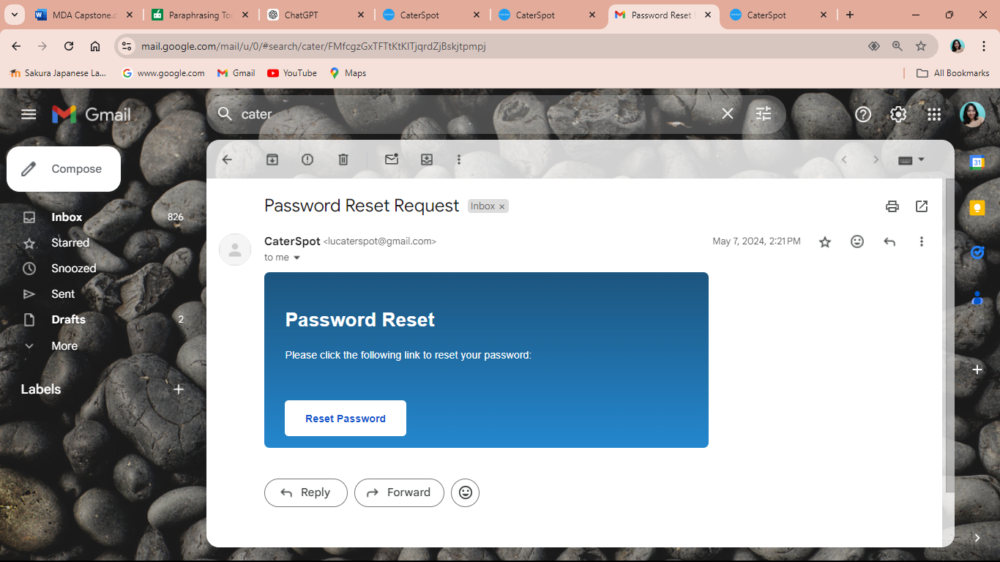 MDA Capstone.d
Paraphrasing To
ChatGPT
CaterSpot
CaterSpot
Password Reset
CaterSpot
mail.google.com/mail/u/0/#search/cater/FMfcgzGxTFTtKtKlTjqrdZjBskjtpmpj
Sakura Japanese La...
www.google.com
Gmail
YouTube
Maps
All Bookmarks
Gmail
cater
Compose
Inbox 826
Starred
Snoozed
Sent
Drafts 2
More
Labels
31
Password Reset Request Inbox
CaterSpot <lucaterspot@gmail.com> May 7, 2024, 2:21 PM
to me
Password Reset
Please click the following link to reset your password:
Reset Password
Reply
Forward